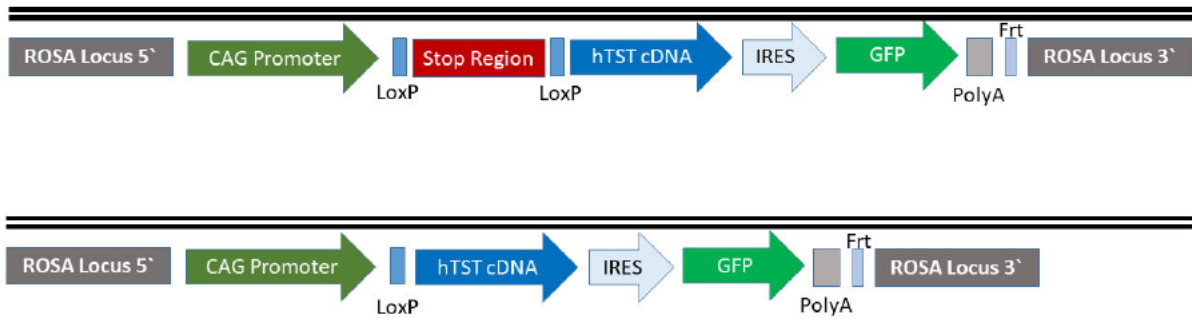 Frt
ROSA Locus 5` CAG Promoter Stop Region hTST cDNA IRES GFP ROSA Locus 3`
LoxP LoxP PolyA
Frt
ROSA Locus 5` CAG Promoter hTST cDNA IRES GFP ROSA Locus 3`
LoxP PolyA